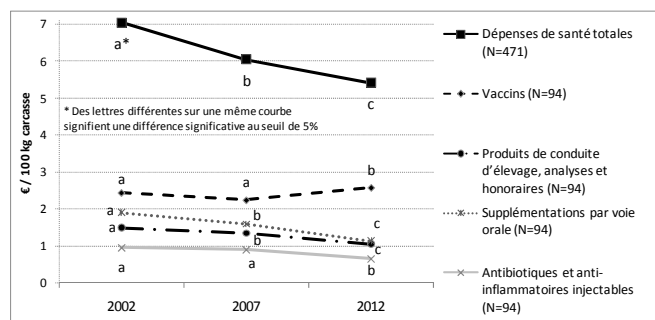 € / 100 kg carcasse
7
6
5
4
3
2
1
0
a*
b
c
* Des lettres différentes sur une même courbe
signifient une différence significative au seuil de 5%
a
a
b
a
b
c
a
b
c
a
a
b
2002
2007
2012
Dépenses de santé totales
(N=471)
Vaccins (N=94)
Produits de conduite
d'élevage, analyses et
honoraires (N=94)
Supplémentations par voie
orale (N=94)
Antibiotiques et anti-
inflammatoires injectables
(N=94)